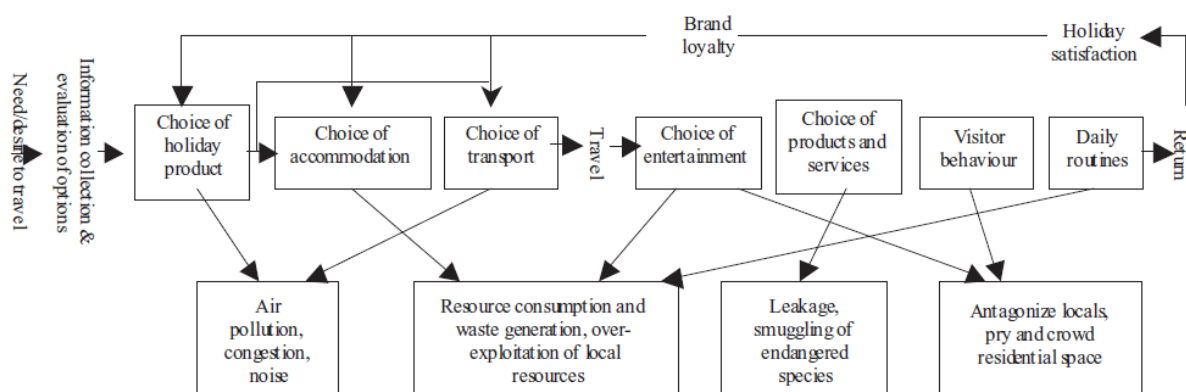 Brand
loyalty
Holiday
satisfaction
Need/desire to travel
Information collection &
evaluation of options
Choice of
holiday
product
Choice of
accommodation
Choice of
transport
Travel
Choice of
entertainment
Choice of
products and
services
Visitor
behaviour
Daily
routines
Return
Air
pollution,
congestion,
noise
Resource consumption and
waste generation, over-
exploitation of local
resources
Leakage,
smuggling of
endangered
species
Antagonize locals,
pry and crowd
residential space